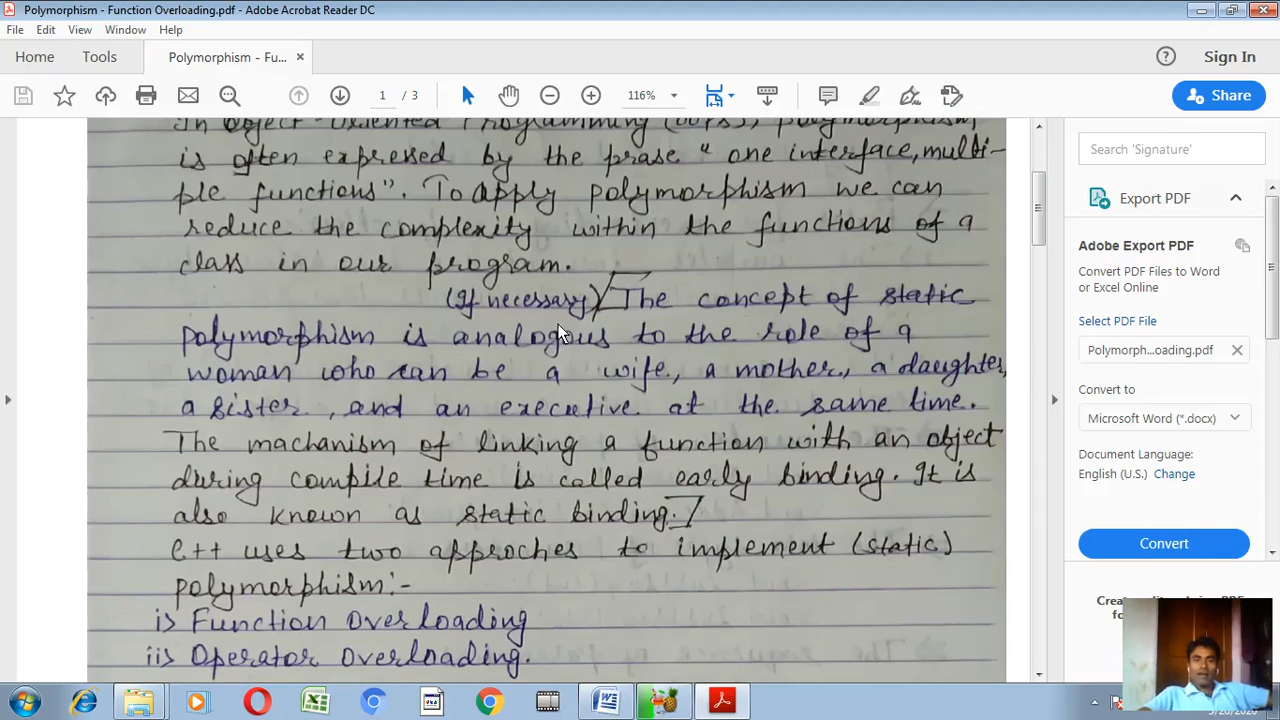 Polymorphism - Function Overloading.pdf - Adobe Acrobat Reader DC
File Edit View Window Help
Home Tools Polymorphism - Fu... × Sign In
1 / 3 116% Share
In Object-Oriented Programming (OOPS), polymorphism,
is often expressed by the prase " one interface, multi-
ple functions". To apply polymorphism we can
reduce the complexity within the functions of a
class in our program.
(If necessary) [The concept of static
polymorphism is analogous to the role of a
woman who can be a wife, a mother, a daughter,
a sister, and an executive at the same time.
The machanism of linking a function with an object
during compile time is called early binding. It is
also known as static binding.]
C++ uses two approches to implement (static)
polymorphism:-
i> Function Overloading
ii> Operator Overloading.
Search 'Signature'
Export PDF
Adobe Export PDF
Convert PDF Files to Word
or Excel Online
Select PDF File
Polymorph...oading.pdf ×
Convert to
Microsoft Word (*.docx)
Document Language:
English (U.S.) Change
Convert